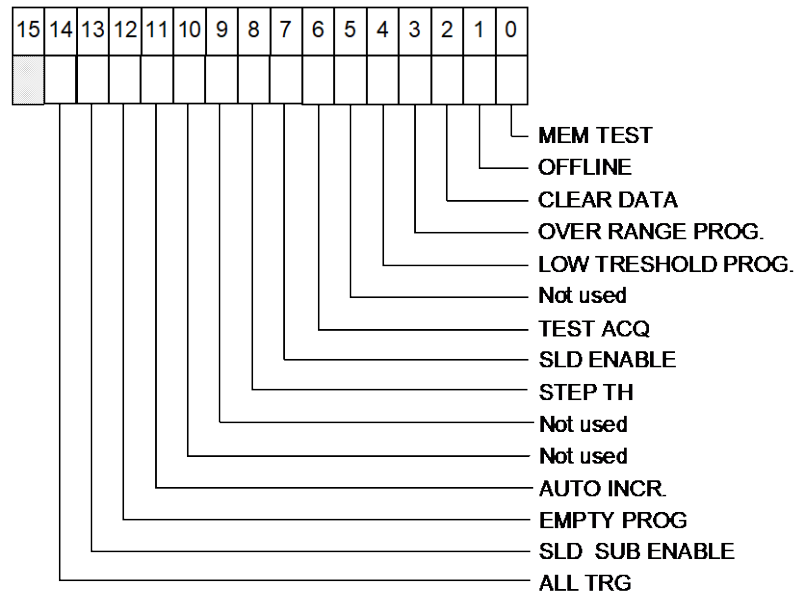 15 14 13 12 11 10 9 8 7 6 5 4 3 2 1 0
MEM TEST
OFFLINE
CLEAR DATA
OVER RANGE PROG.
LOW TRESHOLD PROG.
Not used
TEST ACQ
SLD ENABLE
STEP TH
Not used
Not used
AUTO INCR.
EMPTY PROG
SLD SUB ENABLE
ALL TRG